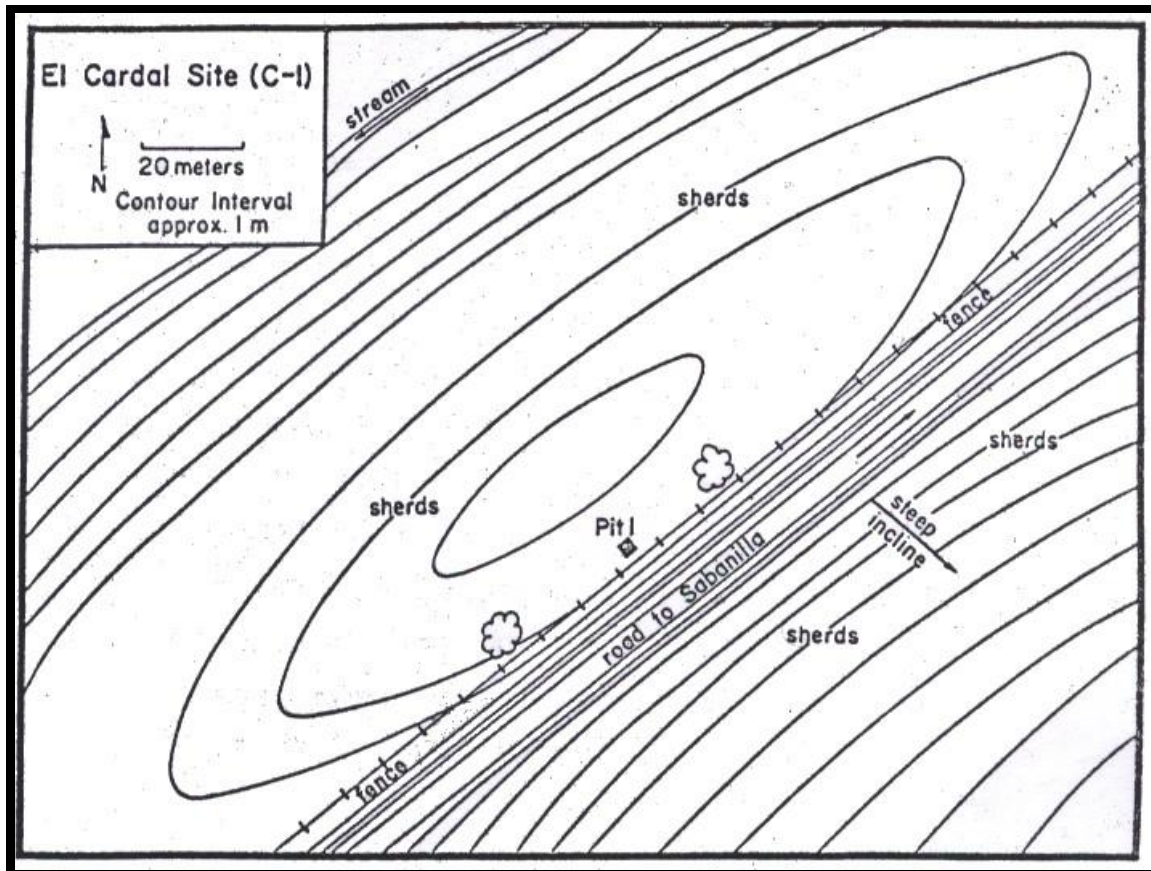 El Cardal Site (C-1)
N
20 meters
Contour Interval
approx. 1 m
stream
sherds
fence
sherds
sherds
Pit 1
steep
incline
road to Sabanilla
sherds
fence